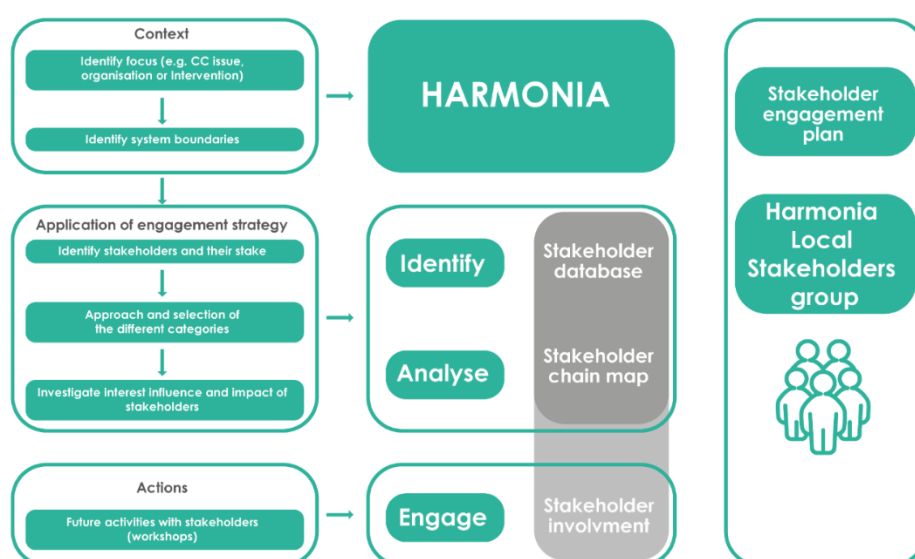 Context
Identify focus (e.g. CC issue,
organisation or Intervention)
Identify system boundaries
HARMONIA
Application of engagement strategy
Identify stakeholders and their stake
Approach and selection of
the different categories
Investigate interest influence and impact of
stakeholders
Identify
Stakeholder
database
Analyse
Stakeholder
chain map
Actions
Future activities with stakeholders
(workshops)
Engage
Stakeholder
involvment
Stakeholder
engagement
plan
Harmonia
Local
Stakeholders
group